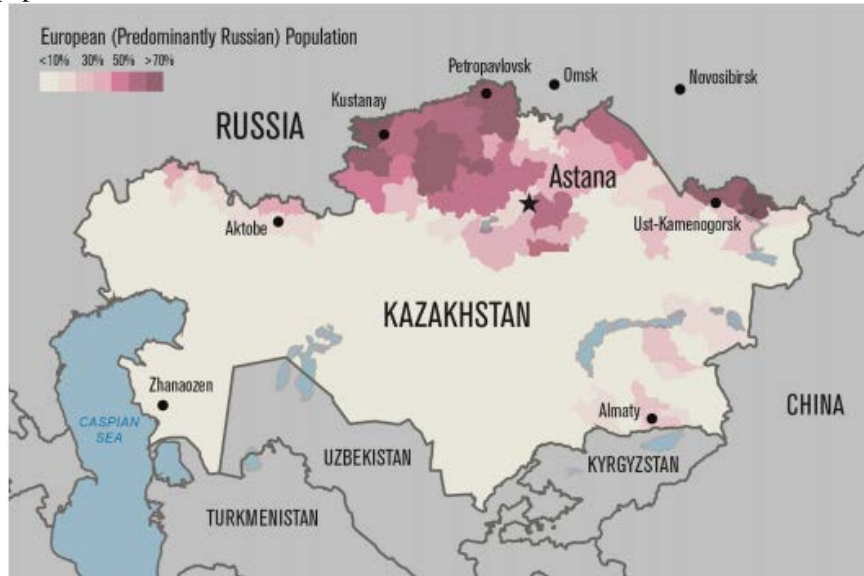 European (Predominantly Russian) Population
<10% 30% 50% >70%
Petropavlovsk
Omsk
Novosibirsk
Kustanay
RUSSIA
Astana
Aktobe
Ust-Kamenogorsk
KAZAKHSTAN
Zhanaozen
Almaty
CHINA
CASPIAN
SEA
UZBEKISTAN
KYRGYZSTAN
TURKMENISTAN